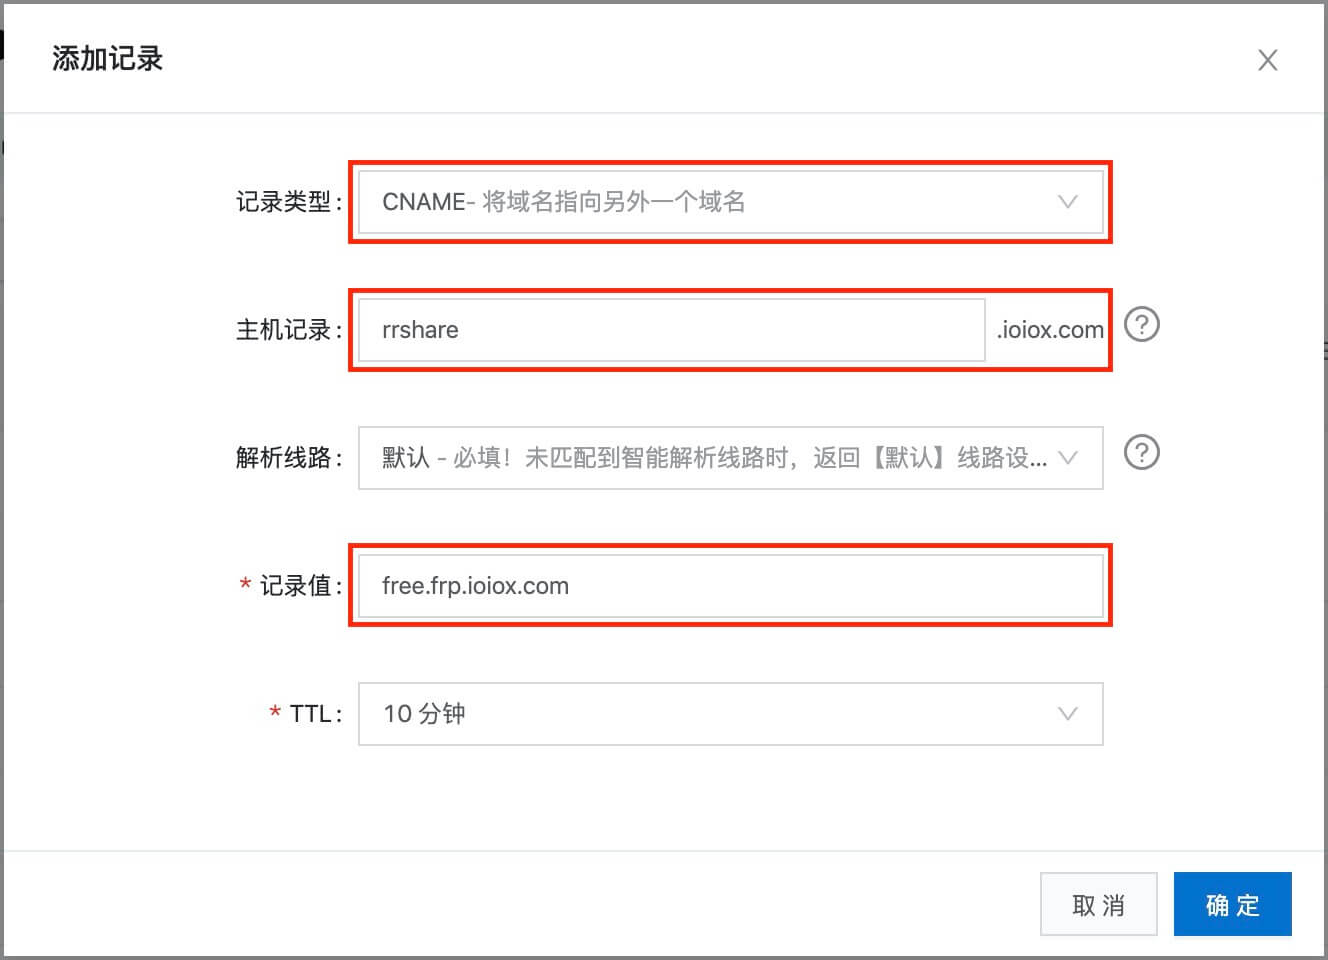 添加记录
记录类型: CNAME- 将域名指向另外一个域名
主机记录: rrshare .ioiox.com ?
解析线路: 默认 - 必填！未匹配到智能解析线路时，返回【默认】线路设... ?
* 记录值: free.frp.ioiox.com
* TTL: 10 分钟
取 消 确 定